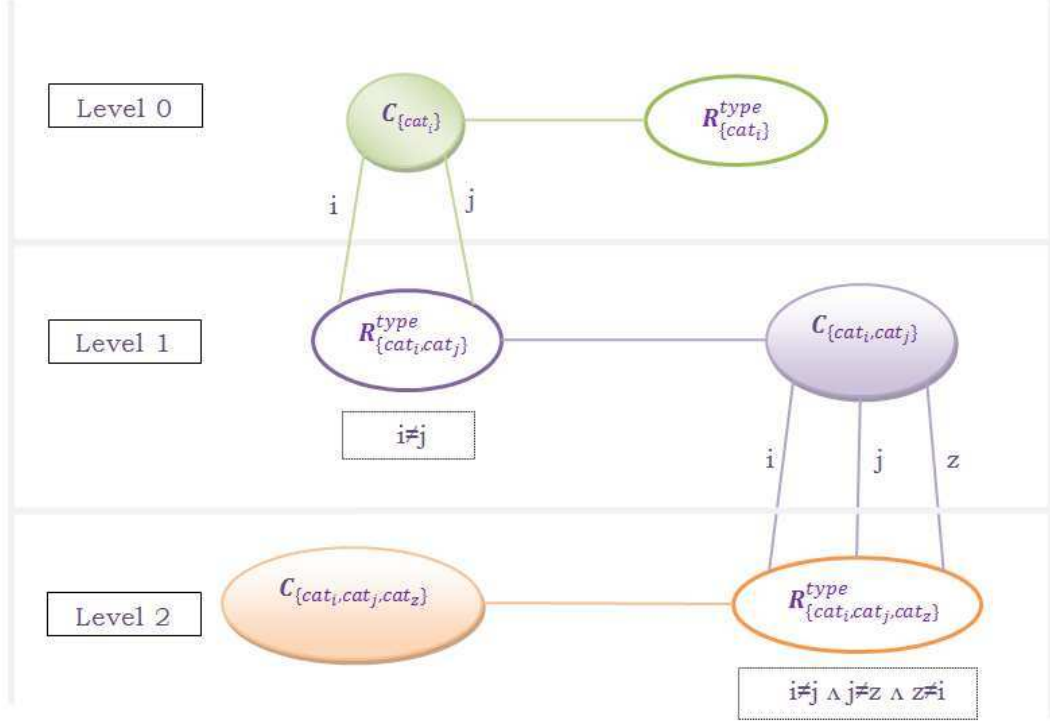 Level 0
C_{cat_i}
R^{type}_{cat_i}
i
j
Level 1
R^{type}_{cat_i,cat_j}
C_{cat_i,cat_j}
i≠j
i
j
z
Level 2
C_{cat_i,cat_j,cat_z}
R^{type}_{cat_i,cat_j,cat_z}
i≠j ∧ j≠z ∧ z≠i